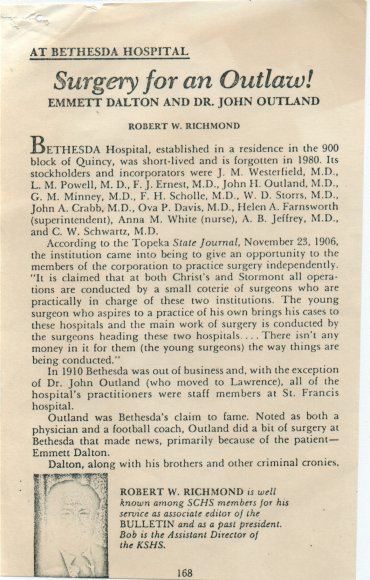 AT BETHESDA HOSPITAL
Surgery for an Outlaw!
EMMETT DALTON AND DR. JOHN OUTLAND
ROBERT W. RICHMOND
BETHESDA Hospital, established in a residence in the 900
block of Quincy, was short-lived and is forgotten in 1980. Its
stockholders and incorporators were J. M. Westerfield, M.D.,
L. M. Powell, M. D., F. J. Ernest, M.D., John H. Outland, M.D.,
G. M. Minney, M.D., F. H. Scholle, M.D., W. D. Storrs, M.D.,
John A. Crabb, M.D., Ova P. Davis, M.D., Helen A. Farnsworth
(superintendent), Anna M. White (nurse), A. B. Jeffrey, M.D.,
and C. W. Schwartz, M.D.
According to the Topeka State Journal, November 23, 1906,
the institution came into being to give an opportunity to the
members of the corporation to practice surgery independently.
"It is claimed that at both Christ's and Stormont all opera-
tions are conducted by a small coterie of surgeons who are
practically in charge of these two institutions. The young
surgeon who aspires to a practice of his own brings his cases to
these hospitals and the main work of surgery is conducted by
the surgeons heading these two hospitals. . . . There isn't any
money in it for them (the young surgeons) the way things are
being conducted."
In 1910 Bethesda was out of business and, with the exception
of Dr. John Outland (who moved to Lawrence), all of the
hospital's practitioners were staff members at St. Francis
hospital.
Outland was Bethesda's claim to fame. Noted as both a
physician and a football coach, Outland did a bit of surgery at
Bethesda that made news, primarily because of the patient—
Emmett Dalton.
Dalton, along with his brothers and other criminal cronies.
ROBERT W. RICHMOND is well
known among SCHS members for his
service as associate editor of the
BULLETIN and as a past president.
Bob is the Assistant Director of
the KSHS.
168